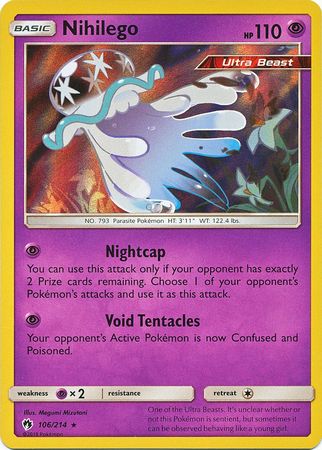 BASIC
Nihilego
HP110
Ultra Beast
NO. 793 Parasite Pokémon HT: 3'11" WT: 122.4 lbs.
Nightcap
You can use this attack only if your opponent has exactly
2 Prize cards remaining. Choose 1 of your opponent's
Pokémon's attacks and use it as this attack.
Void Tentacles
Your opponent's Active Pokémon is now Confused and
Poisoned.
weakness × 2 resistance retreat
Illus. Megumi Mizutani
106/214 ★
©2019 Pokémon
One of the Ultra Beasts. It's unclear whether or
not this Pokémon is sentient, but sometimes it
can be observed behaving like a young girl.